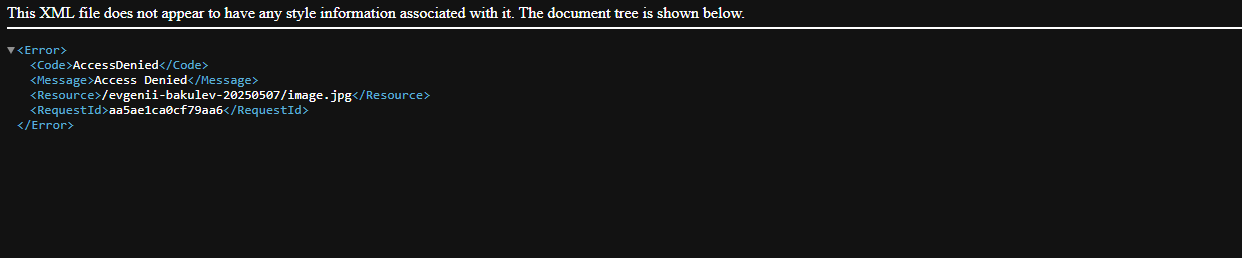 This XML file does not appear to have any style information associated with it. The document tree is shown below.
▼<Error>
<Code>AccessDenied</Code>
<Message>Access Denied</Message>
<Resource>/evgenii-bakulev-20250507/image.jpg</Resource>
<RequestId>aa5ae1ca0cf79aa6</RequestId>
</Error>